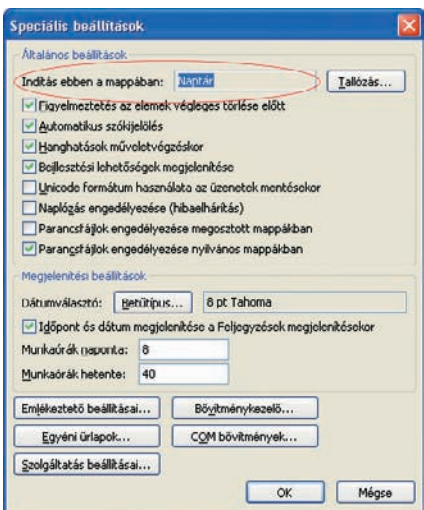 Speciális beállítások
Általános beállítások
Indítás ebben a mappában: Naptár Tallózás...
Figyelmeztetés az elemek végleges törlése előtt
Automatikus szókijelölés
Hanghatások műveletvégzéskor
Beillesztési lehetőségek megjelenítése
Unicode formátum használata az üzenetek mentésekor
Naplózás engedélyezése (hibaelhárítás)
Parancsfájlok engedélyezése megosztott mappákban
Parancsfájlok engedélyezése nyilvános mappákban
Megjelenítési beállítások
Dátumválasztó: Betűtípus... 8 pt Tahoma
Időpont és dátum megjelenítése a Feljegyzések megjelenítésekor
Munkaórák naponta: 8
Munkaórák hetente: 40
Emlékeztető beállításai... Bővítménykezelő...
Egyéni űrlapok... COM bővítmények...
Szolgáltatás beállításai...
OK Mégse